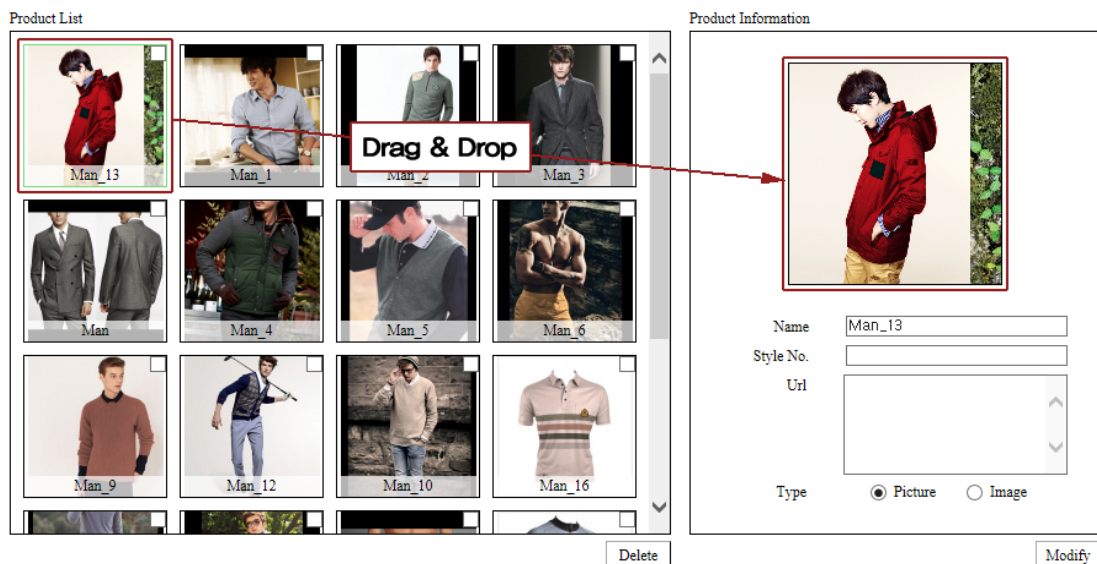 Product List
Product Information
Man_13
Man_1
Man_2
Man_3
Drag & Drop
Man
Man_4
Man_5
Man_6
Man_9
Man_12
Man_10
Man_16
Name
Man_13
Style No.
Url
Type
Picture
Image
Delete
Modify